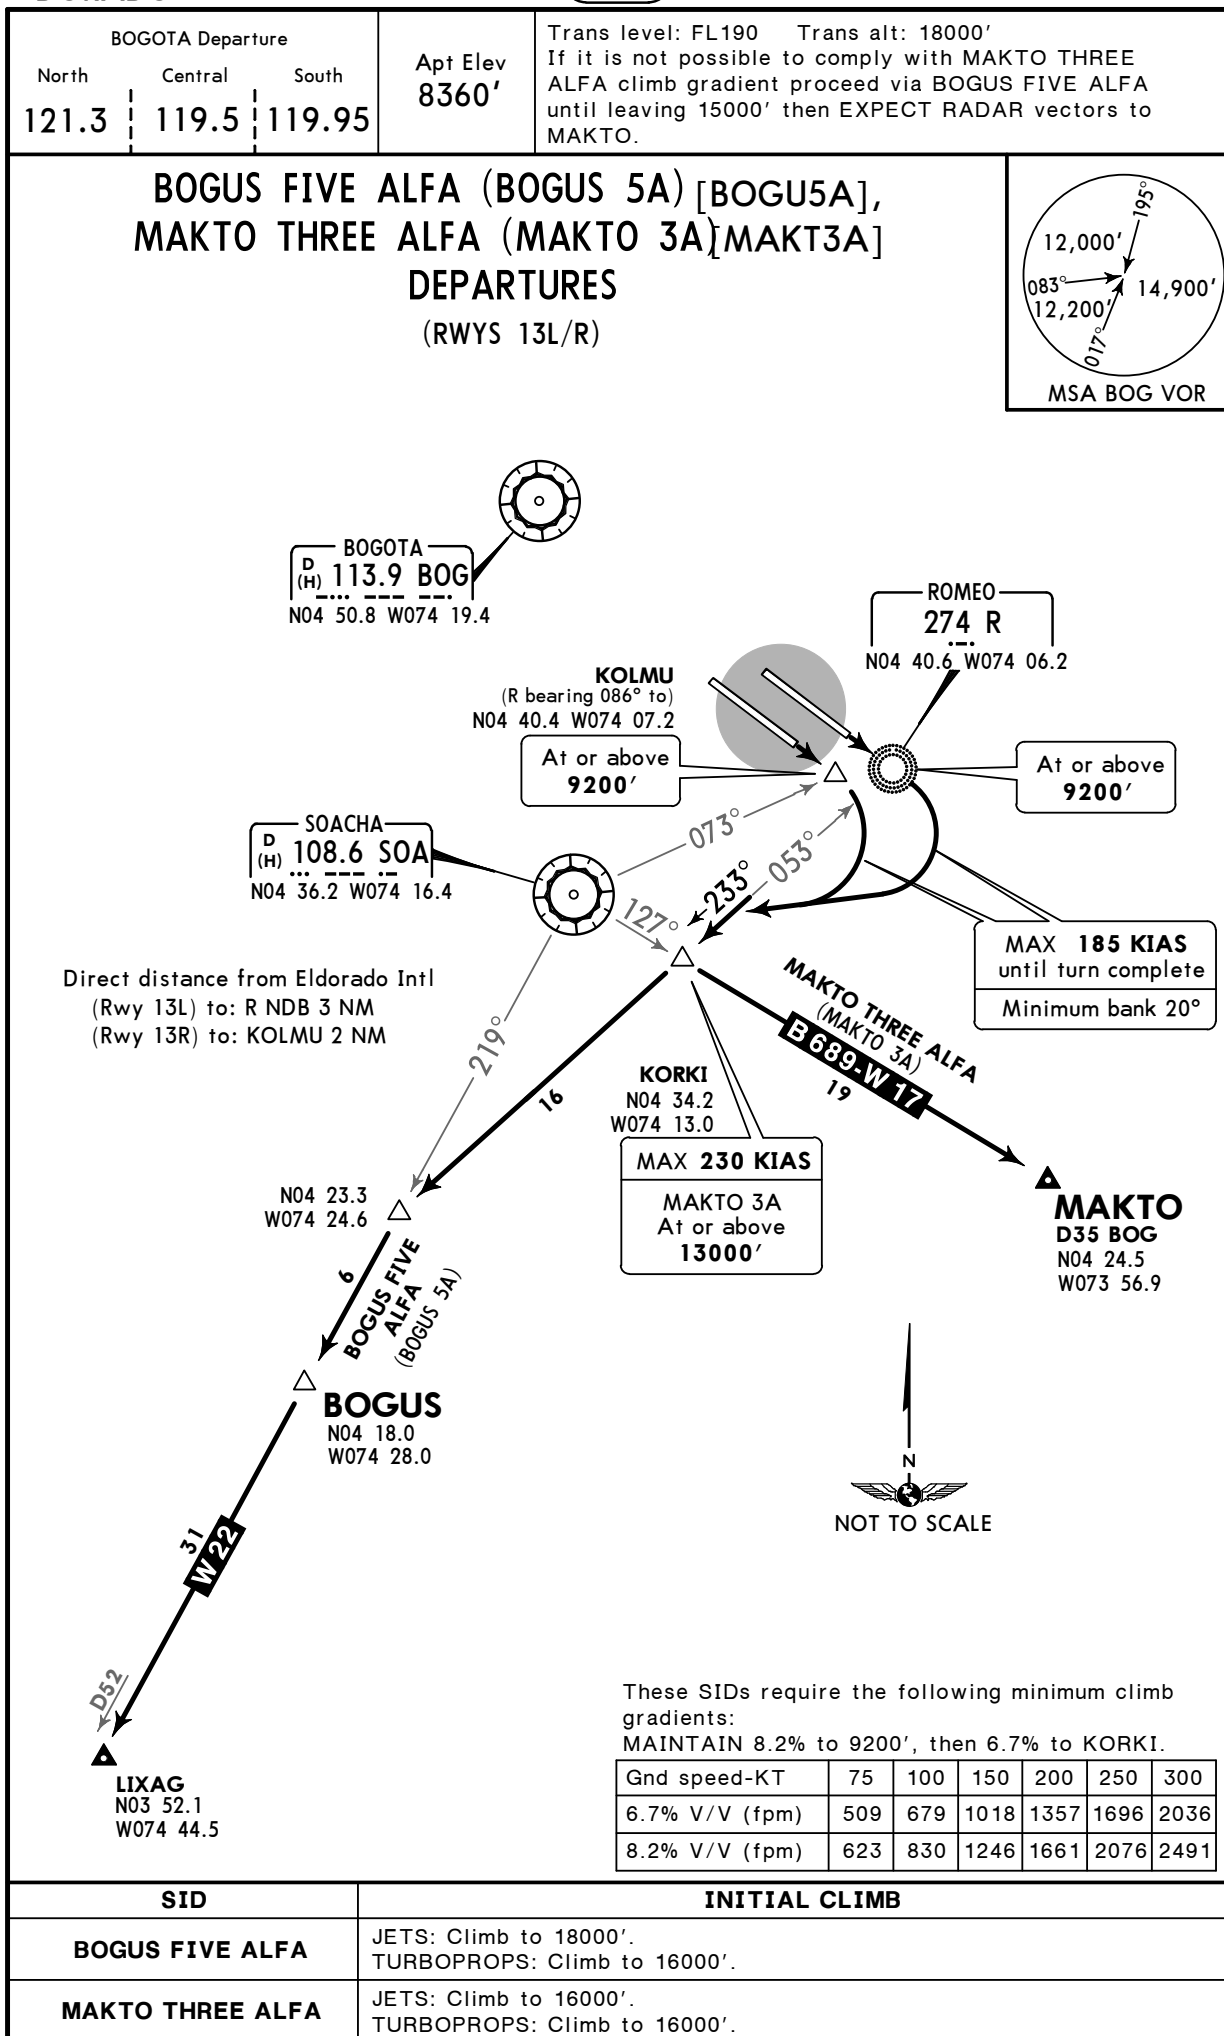 BOGOTA Departure
North Central South
121.3 119.5 119.95
Apt Elev
8360'
Trans level: FL190 Trans alt: 18000'
If it is not possible to comply with MAKTO THREE
ALFA climb gradient proceed via BOGUS FIVE ALFA
until leaving 15000' then EXPECT RADAR vectors to
MAKTO.
BOGUS FIVE ALFA (BOGUS 5A) [BOGU5A],
MAKTO THREE ALFA (MAKTO 3A)[MAKT3A]
DEPARTURES
(RWYS 13L/R)
195°
12,000'
083°
14,900'
12,200'
017°
MSA BOG VOR
BOGOTA
D
(H) 113.9 BOG
N04 50.8 W074 19.4
ROMEO
274 R
N04 40.6 W074 06.2
KOLMU
(R bearing 086° to)
N04 40.4 W074 07.2
At or above
9200'
At or above
9200'
SOACHA
D
(H) 108.6 SOA
N04 36.2 W074 16.4
073°
053°
233°
127°
219°
MAX 185 KIAS
until turn complete
Minimum bank 20°
Direct distance from Eldorado Intl
(Rwy 13L) to: R NDB 3 NM
(Rwy 13R) to: KOLMU 2 NM
MAKTO THREE ALFA
(MAKTO 3A)
B 689-W 17
19
16
KORKI
N04 34.2
W074 13.0
MAX 230 KIAS
MAKTO 3A
At or above
13000'
MAKTO
D35 BOG
N04 24.5
W073 56.9
N04 23.3
W074 24.6
6
BOGUS FIVE
ALFA
(BOGUS 5A)
BOGUS
N04 18.0
W074 28.0
N
NOT TO SCALE
31
W 22
D52
LIXAG
N03 52.1
W074 44.5
These SIDs require the following minimum climb
gradients:
MAINTAIN 8.2% to 9200', then 6.7% to KORKI.
Gnd speed-KT 75 100 150 200 250 300
6.7% V/V (fpm) 509 679 1018 1357 1696 2036
8.2% V/V (fpm) 623 830 1246 1661 2076 2491
SID INITIAL CLIMB
BOGUS FIVE ALFA
JETS: Climb to 18000'.
TURBOPROPS: Climb to 16000'.
MAKTO THREE ALFA
JETS: Climb to 16000'.
TURBOPROPS: Climb to 16000'.